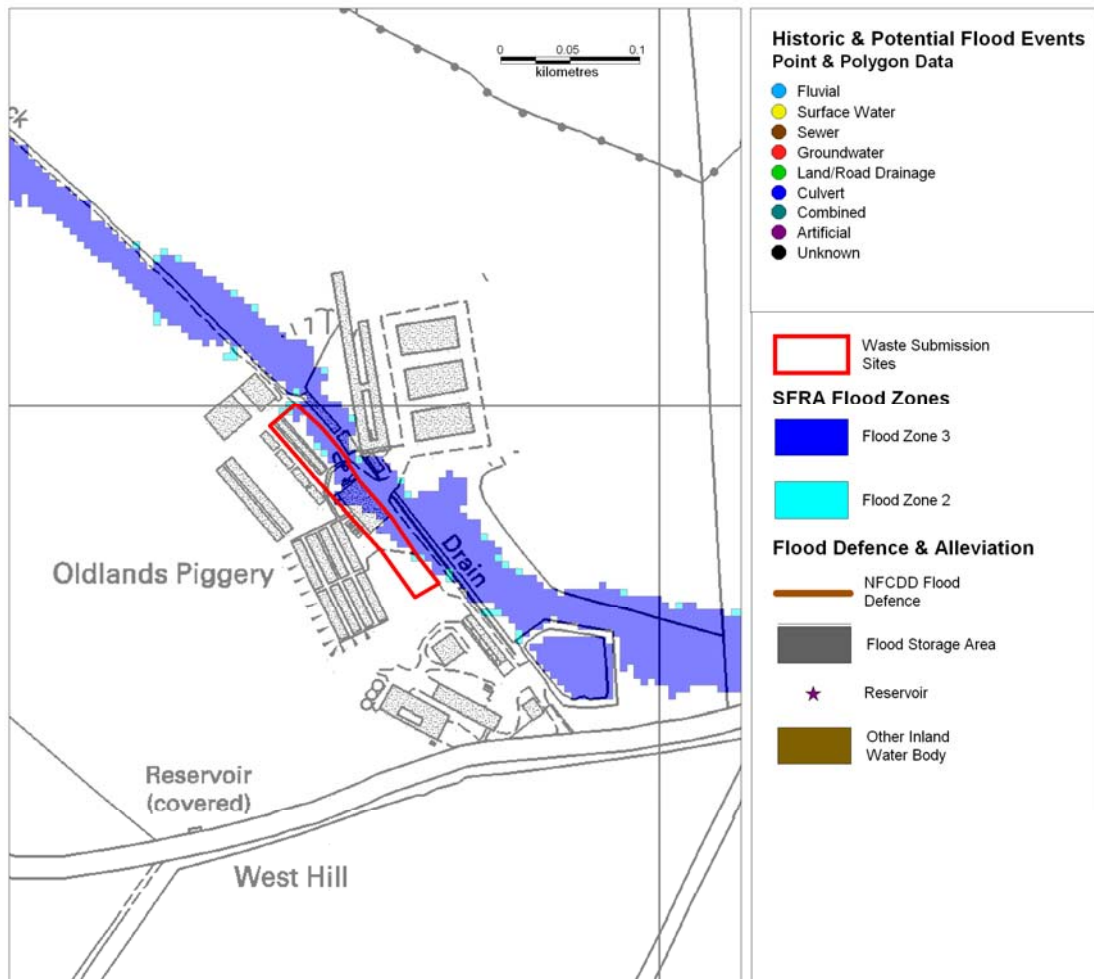 0 0.05 0.1
kilometres
Drain
Oldlands Piggery
Reservoir
(covered)
West Hill
Historic & Potential Flood Events
Point & Polygon Data
Fluvial
Surface Water
Sewer
Groundwater
Land/Road Drainage
Culvert
Combined
Artificial
Unknown
Waste Submission
Sites
SFRA Flood Zones
Flood Zone 3
Flood Zone 2
Flood Defence & Alleviation
NFCDD Flood
Defence
Flood Storage Area
Reservoir
Other Inland
Water Body